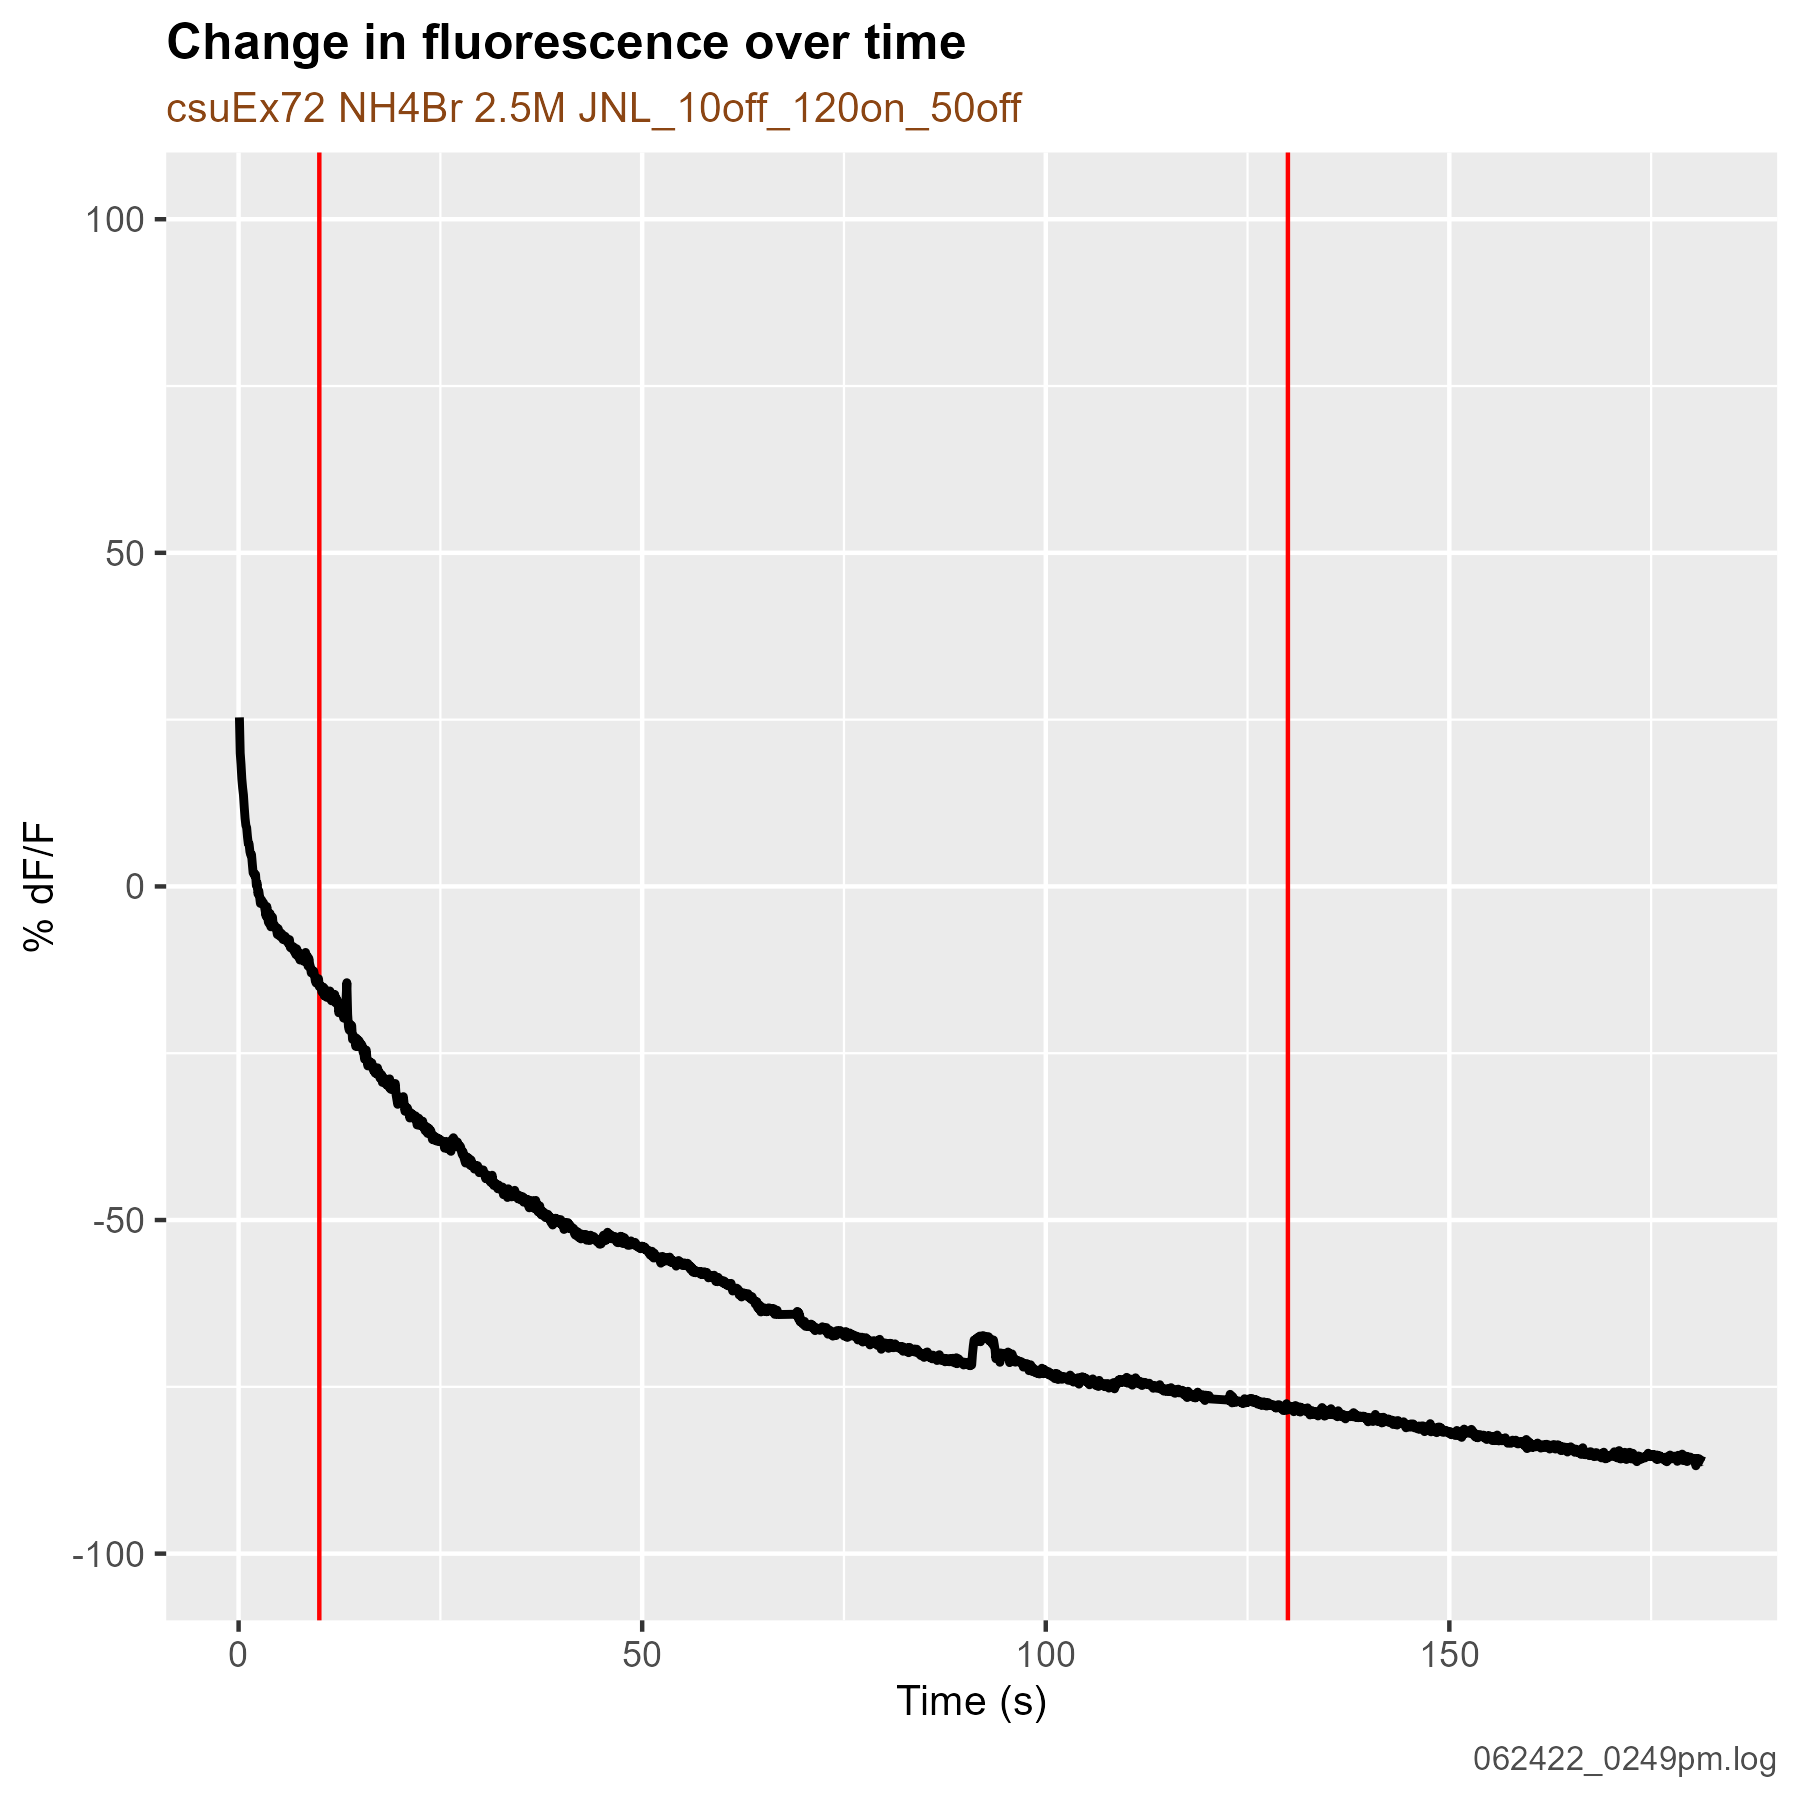 Change in fluorescence over time
csuEx72 NH4Br 2.5M JNL_10off_120on_50off
100
50
0
-50
-100
% dF/F
0 50 100 150
Time (s)
062422_0249pm.log